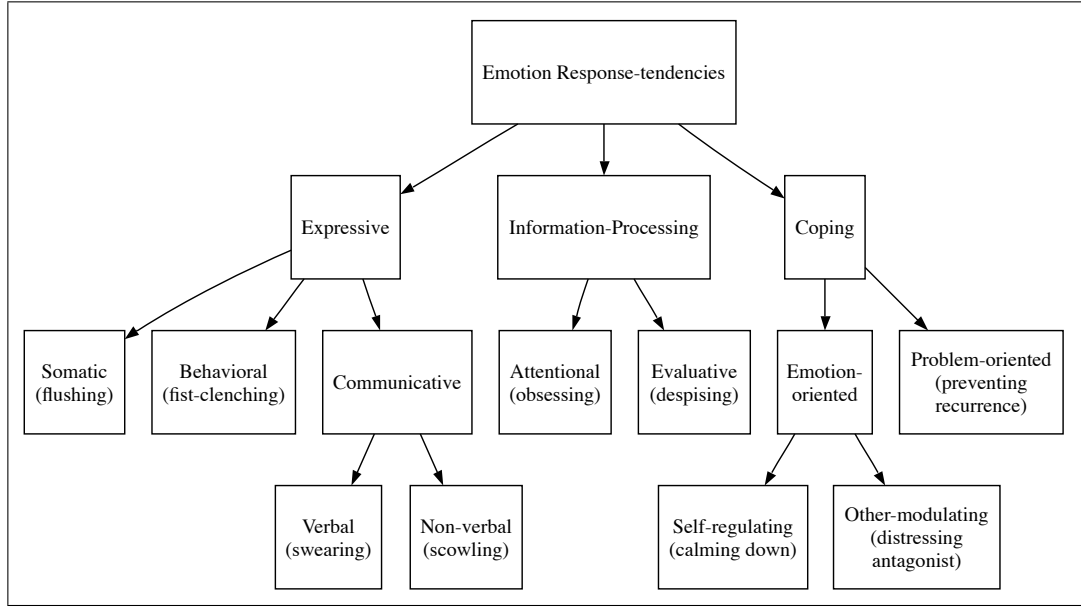 Emotion Response-tendencies
Expressive
Information-Processing
Coping
Somatic
(flushing)
Behavioral
(fist-clenching)
Communicative
Attentional
(obsessing)
Evaluative
(despising)
Emotion-
oriented
Problem-oriented
(preventing
recurrence)
Verbal
(swearing)
Non-verbal
(scowling)
Self-regulating
(calming down)
Other-modulating
(distressing
antagonist)